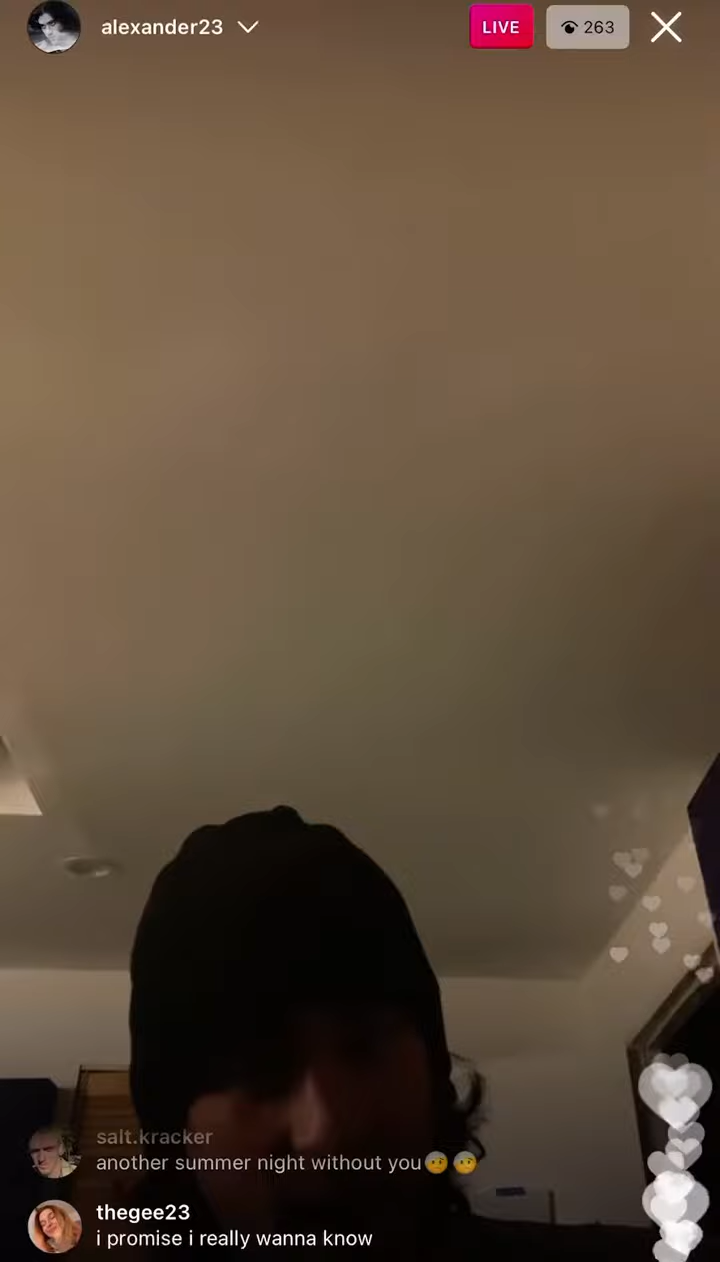 alexander23
LIVE
263
salt.kracker
another summer night without you🤕🤕
thegee23
i promise i really wanna know